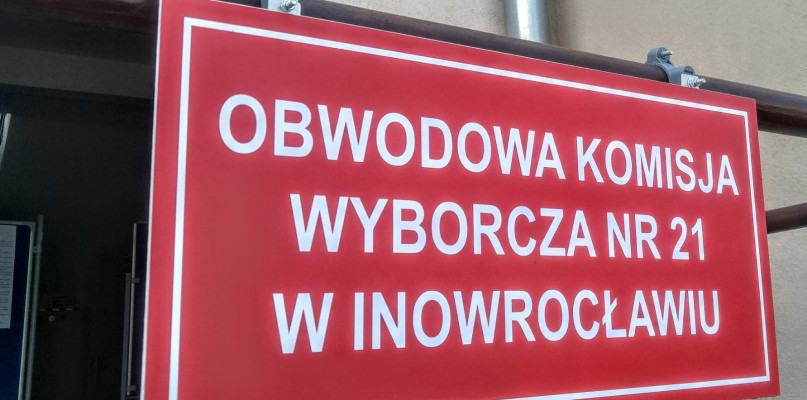 OBWODOWA KOMISJA
WYBORCZA NR 21
W INOWROCŁAWIU